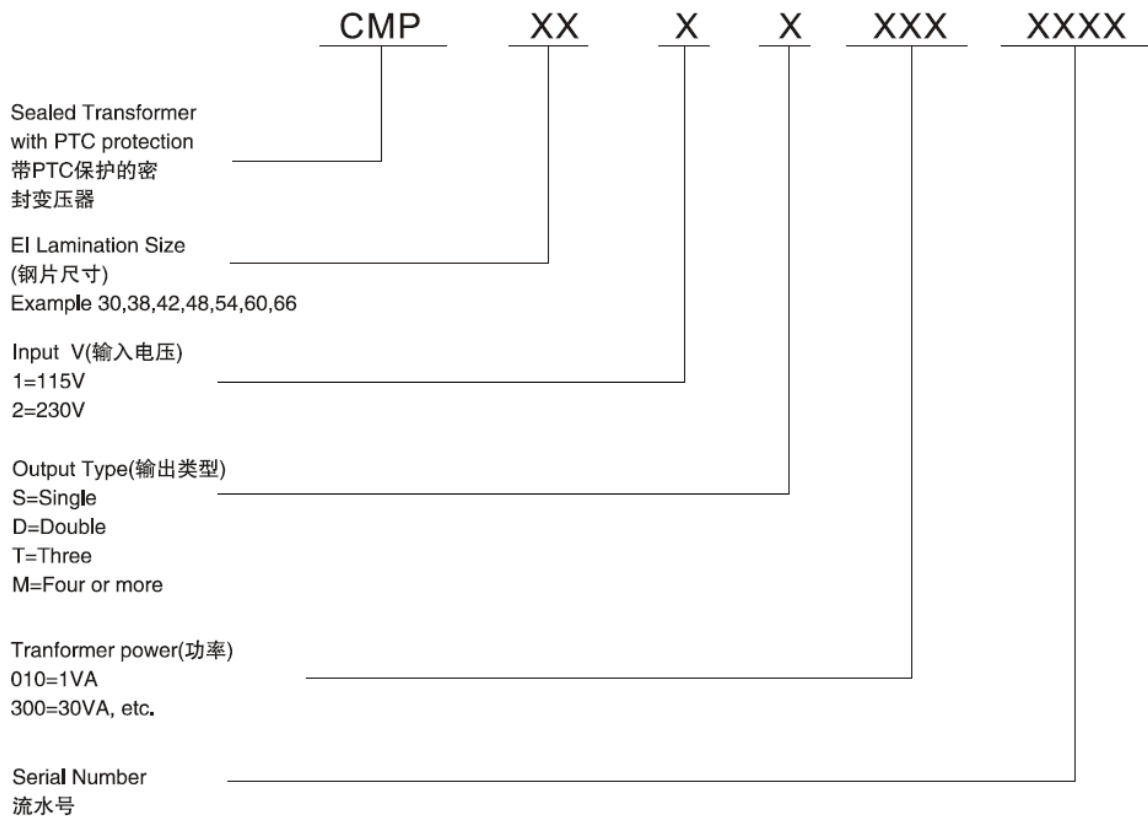 CMP XX X X XXX XXXX
Sealed Transformer
with PTC protection
带PTC保护的密
封变压器
EI Lamination Size
(钢片尺寸)
Example 30,38,42,48,54,60,66
Input V(输入电压)
1=115V
2=230V
Output Type(输出类型)
S=Single
D=Double
T=Three
M=Four or more
Tranformer power(功率)
010=1VA
300=30VA, etc.
Serial Number
流水号